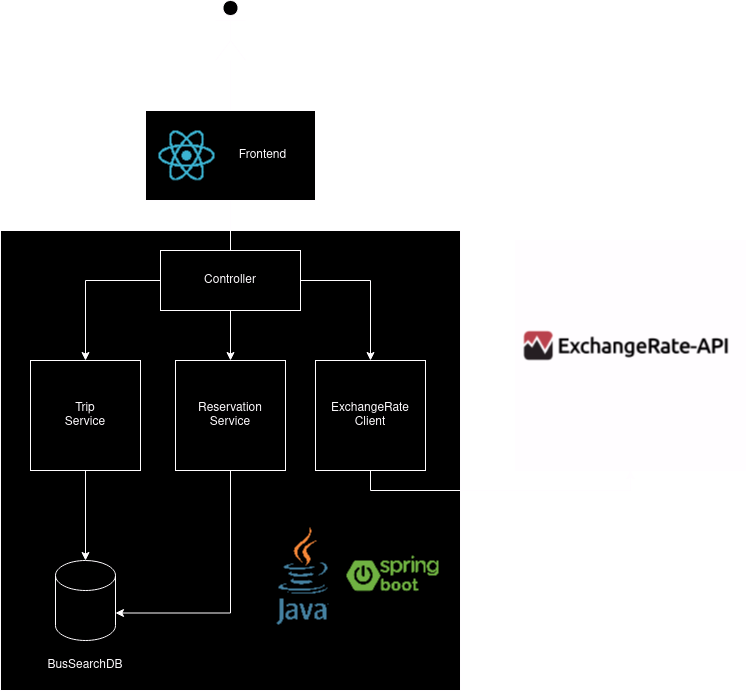 Frontend
Controller
Trip
Service
Reservation
Service
ExchangeRate
Client
ExchangeRate-API
Java
spring
boot
BusSearchDB